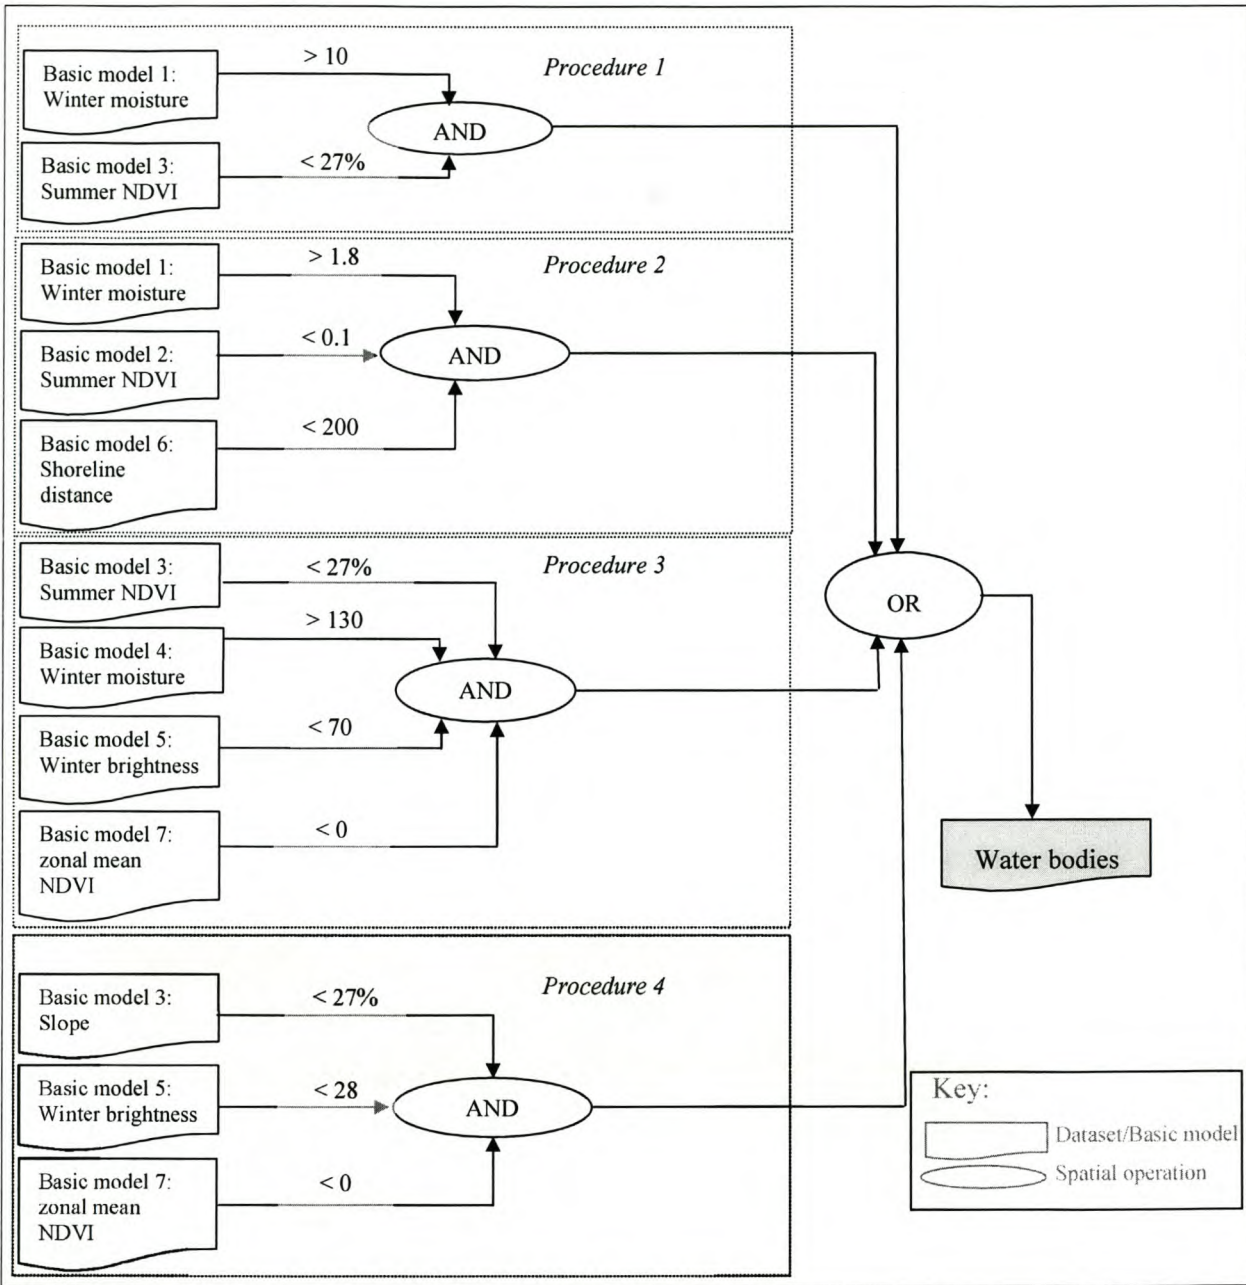 Procedure 1
Basic model 1:
Winter moisture
> 10
AND
Basic model 3:
Summer NDVI
< 27%
Procedure 2
Basic model 1:
Winter moisture
> 1.8
Basic model 2:
Summer NDVI
< 0.1
AND
Basic model 6:
Shoreline
distance
< 200
Procedure 3
Basic model 3:
Summer NDVI
< 27%
Basic model 4:
Winter moisture
> 130
AND
Basic model 5:
Winter brightness
< 70
Basic model 7:
zonal mean
NDVI
< 0
OR
Water bodies
Procedure 4
Basic model 3:
Slope
< 27%
Basic model 5:
Winter brightness
< 28
AND
Basic model 7:
zonal mean
NDVI
< 0
Key:
Dataset/Basic model
Spatial operation